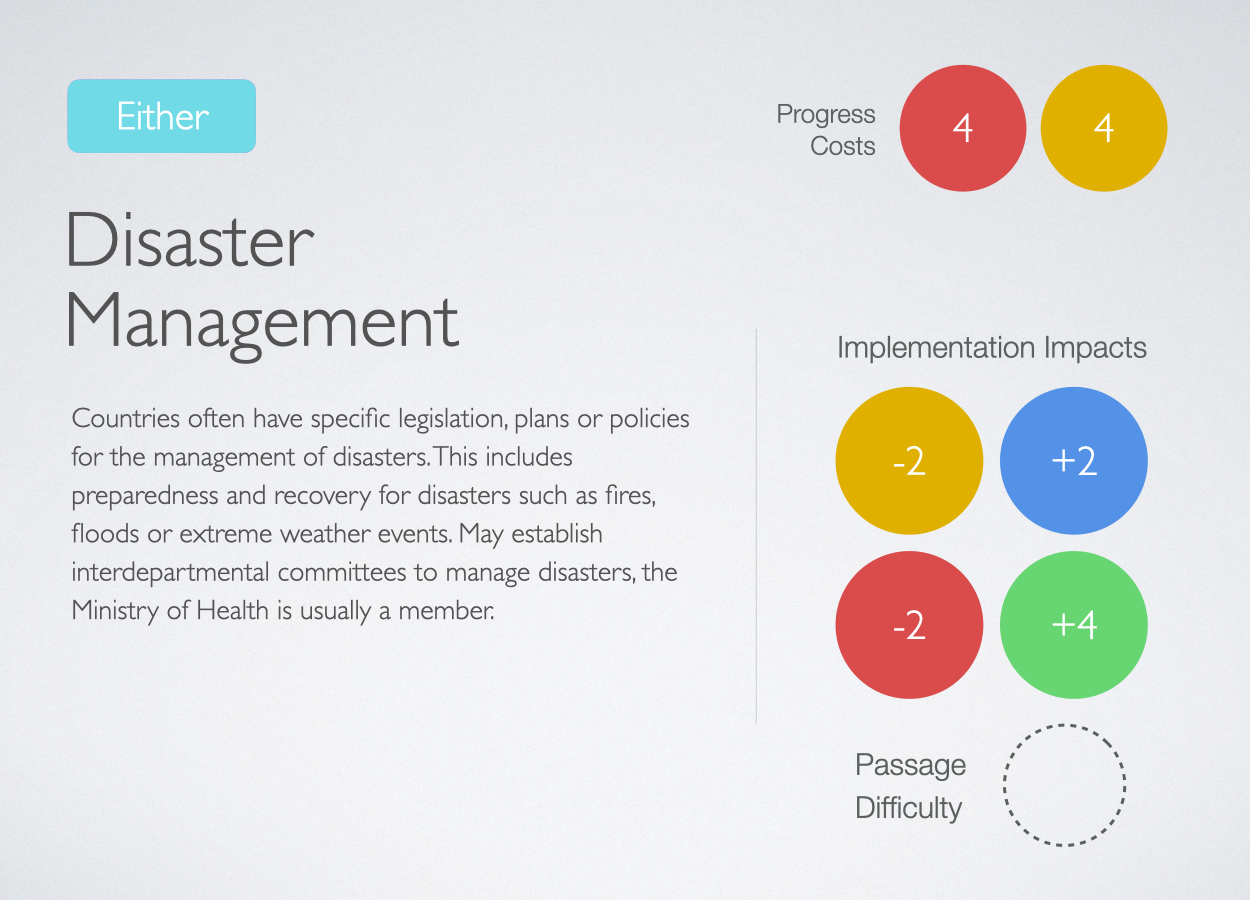 Either
Progress
Costs
4
4
Disaster
Management
Countries often have specific legislation, plans or policies
for the management of disasters. This includes
preparedness and recovery for disasters such as fires,
floods or extreme weather events. May establish
interdepartmental committees to manage disasters, the
Ministry of Health is usually a member.
Implementation Impacts
-2
+2
-2
+4
Passage
Difficulty